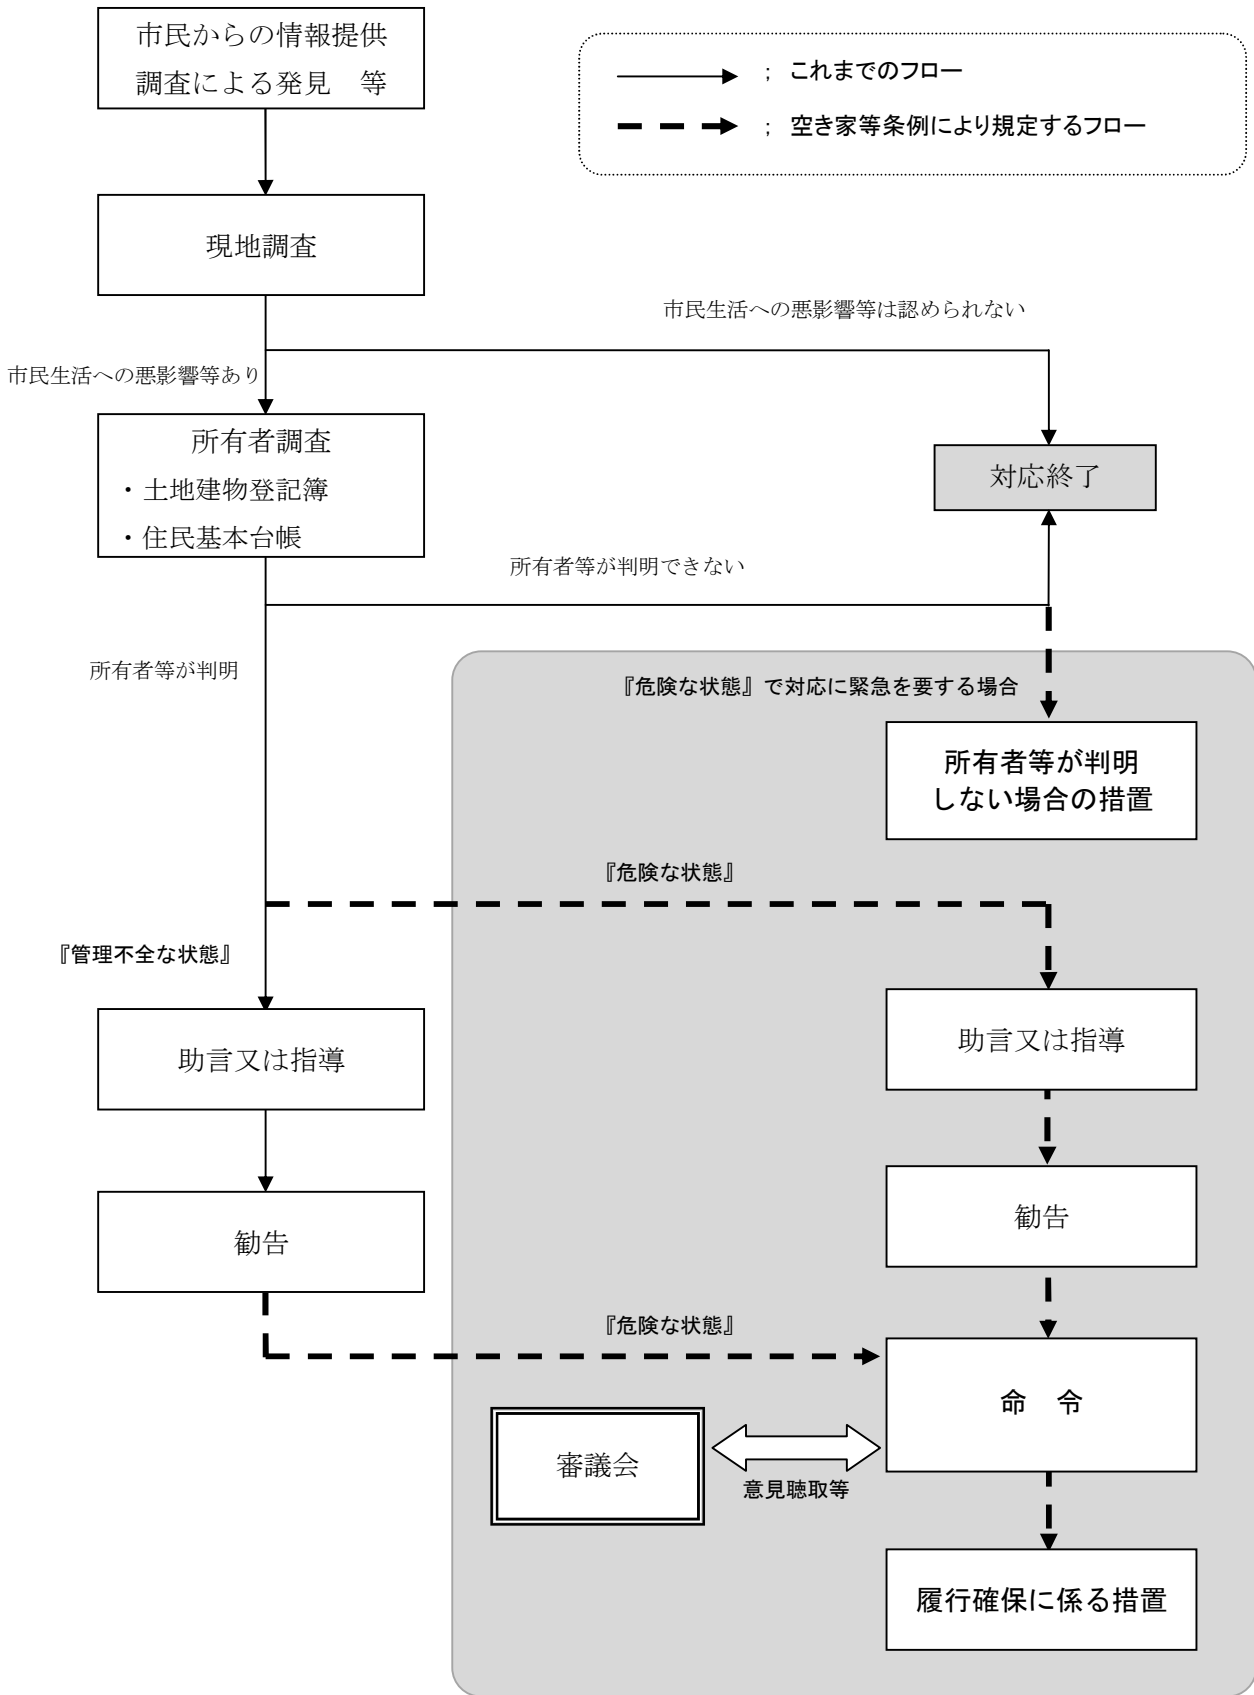 市民からの情報提供
調査による発見　等
; これまでのフロー
; 空き家等条例により規定するフロー
現地調査
市民生活への悪影響等は認められない
市民生活への悪影響等あり
所有者調査
・土地建物登記簿
・住民基本台帳
対応終了
所有者等が判明できない
所有者等が判明
『危険な状態』で対応に緊急を要する場合
所有者等が判明
しない場合の措置
『危険な状態』
『管理不全な状態』
助言又は指導
助言又は指導
勧告
勧告
『危険な状態』
命　令
審議会
意見聴取等
履行確保に係る措置